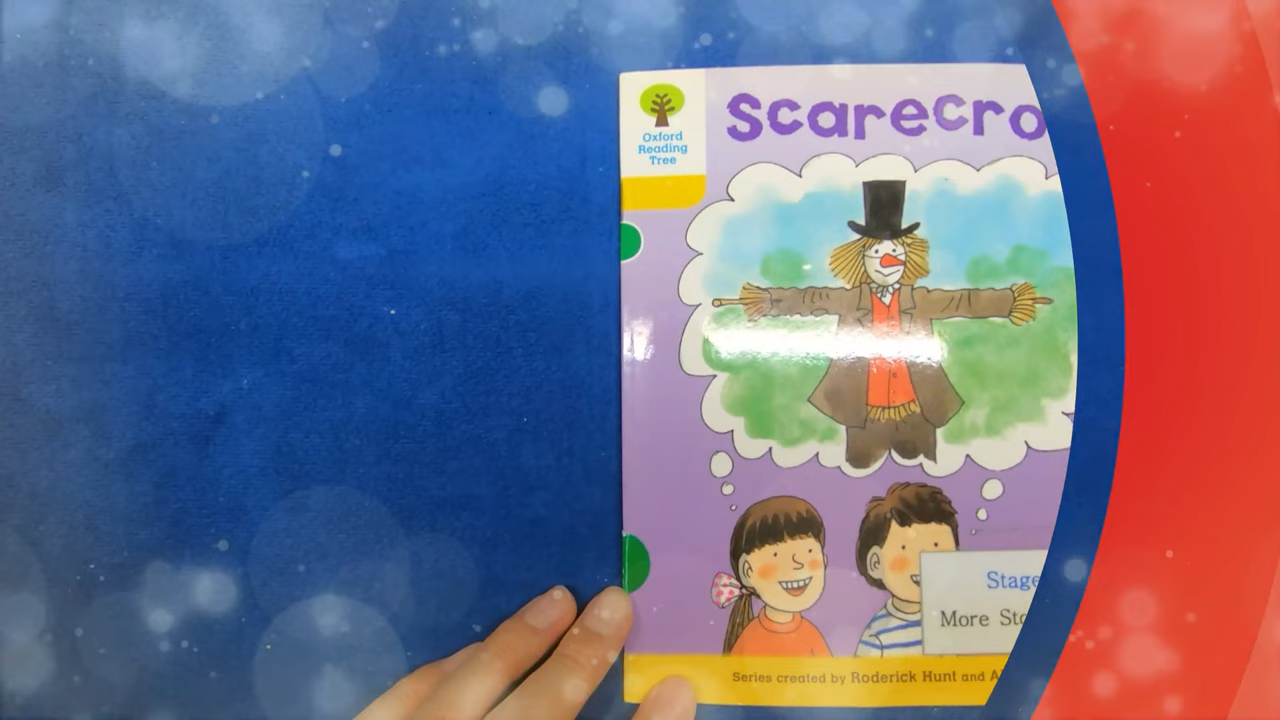 Oxford
Reading
Tree
Scarecro
Stage
More Sto
Series created by Roderick Hunt and A